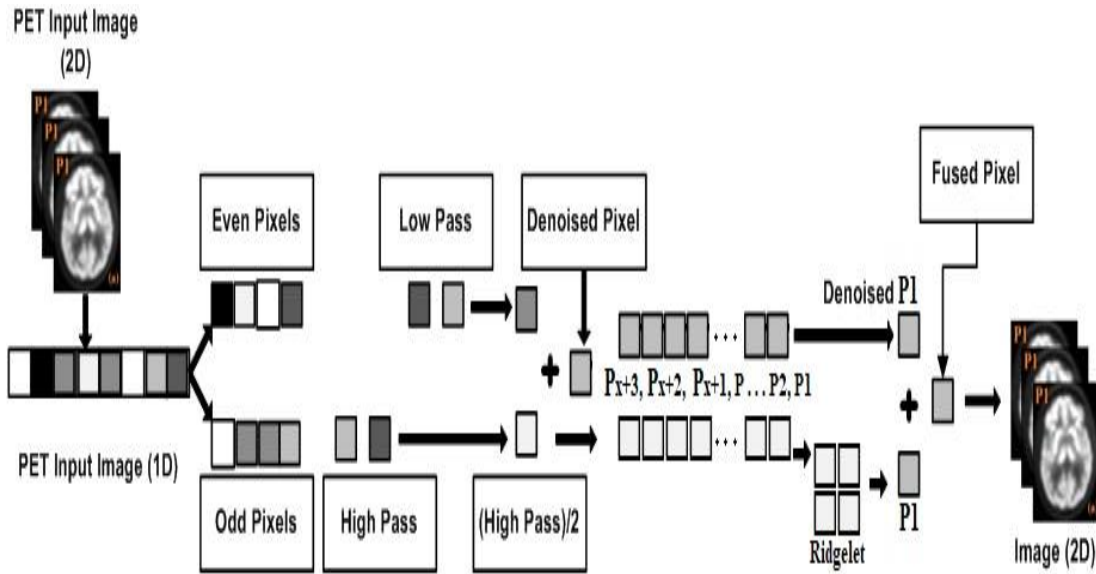 PET Input Image
(2D)
P1
P1
P1
(a)
Even Pixels
Low Pass
Denoised Pixel
Fused Pixel
Denoised P1
Px+3, Px+2, Px+1, P ... P2, P1
PET Input Image (1D)
Odd Pixels
High Pass
(High Pass)/2
Ridgelet
P1
P1
P1
P1
(a)
Image (2D)